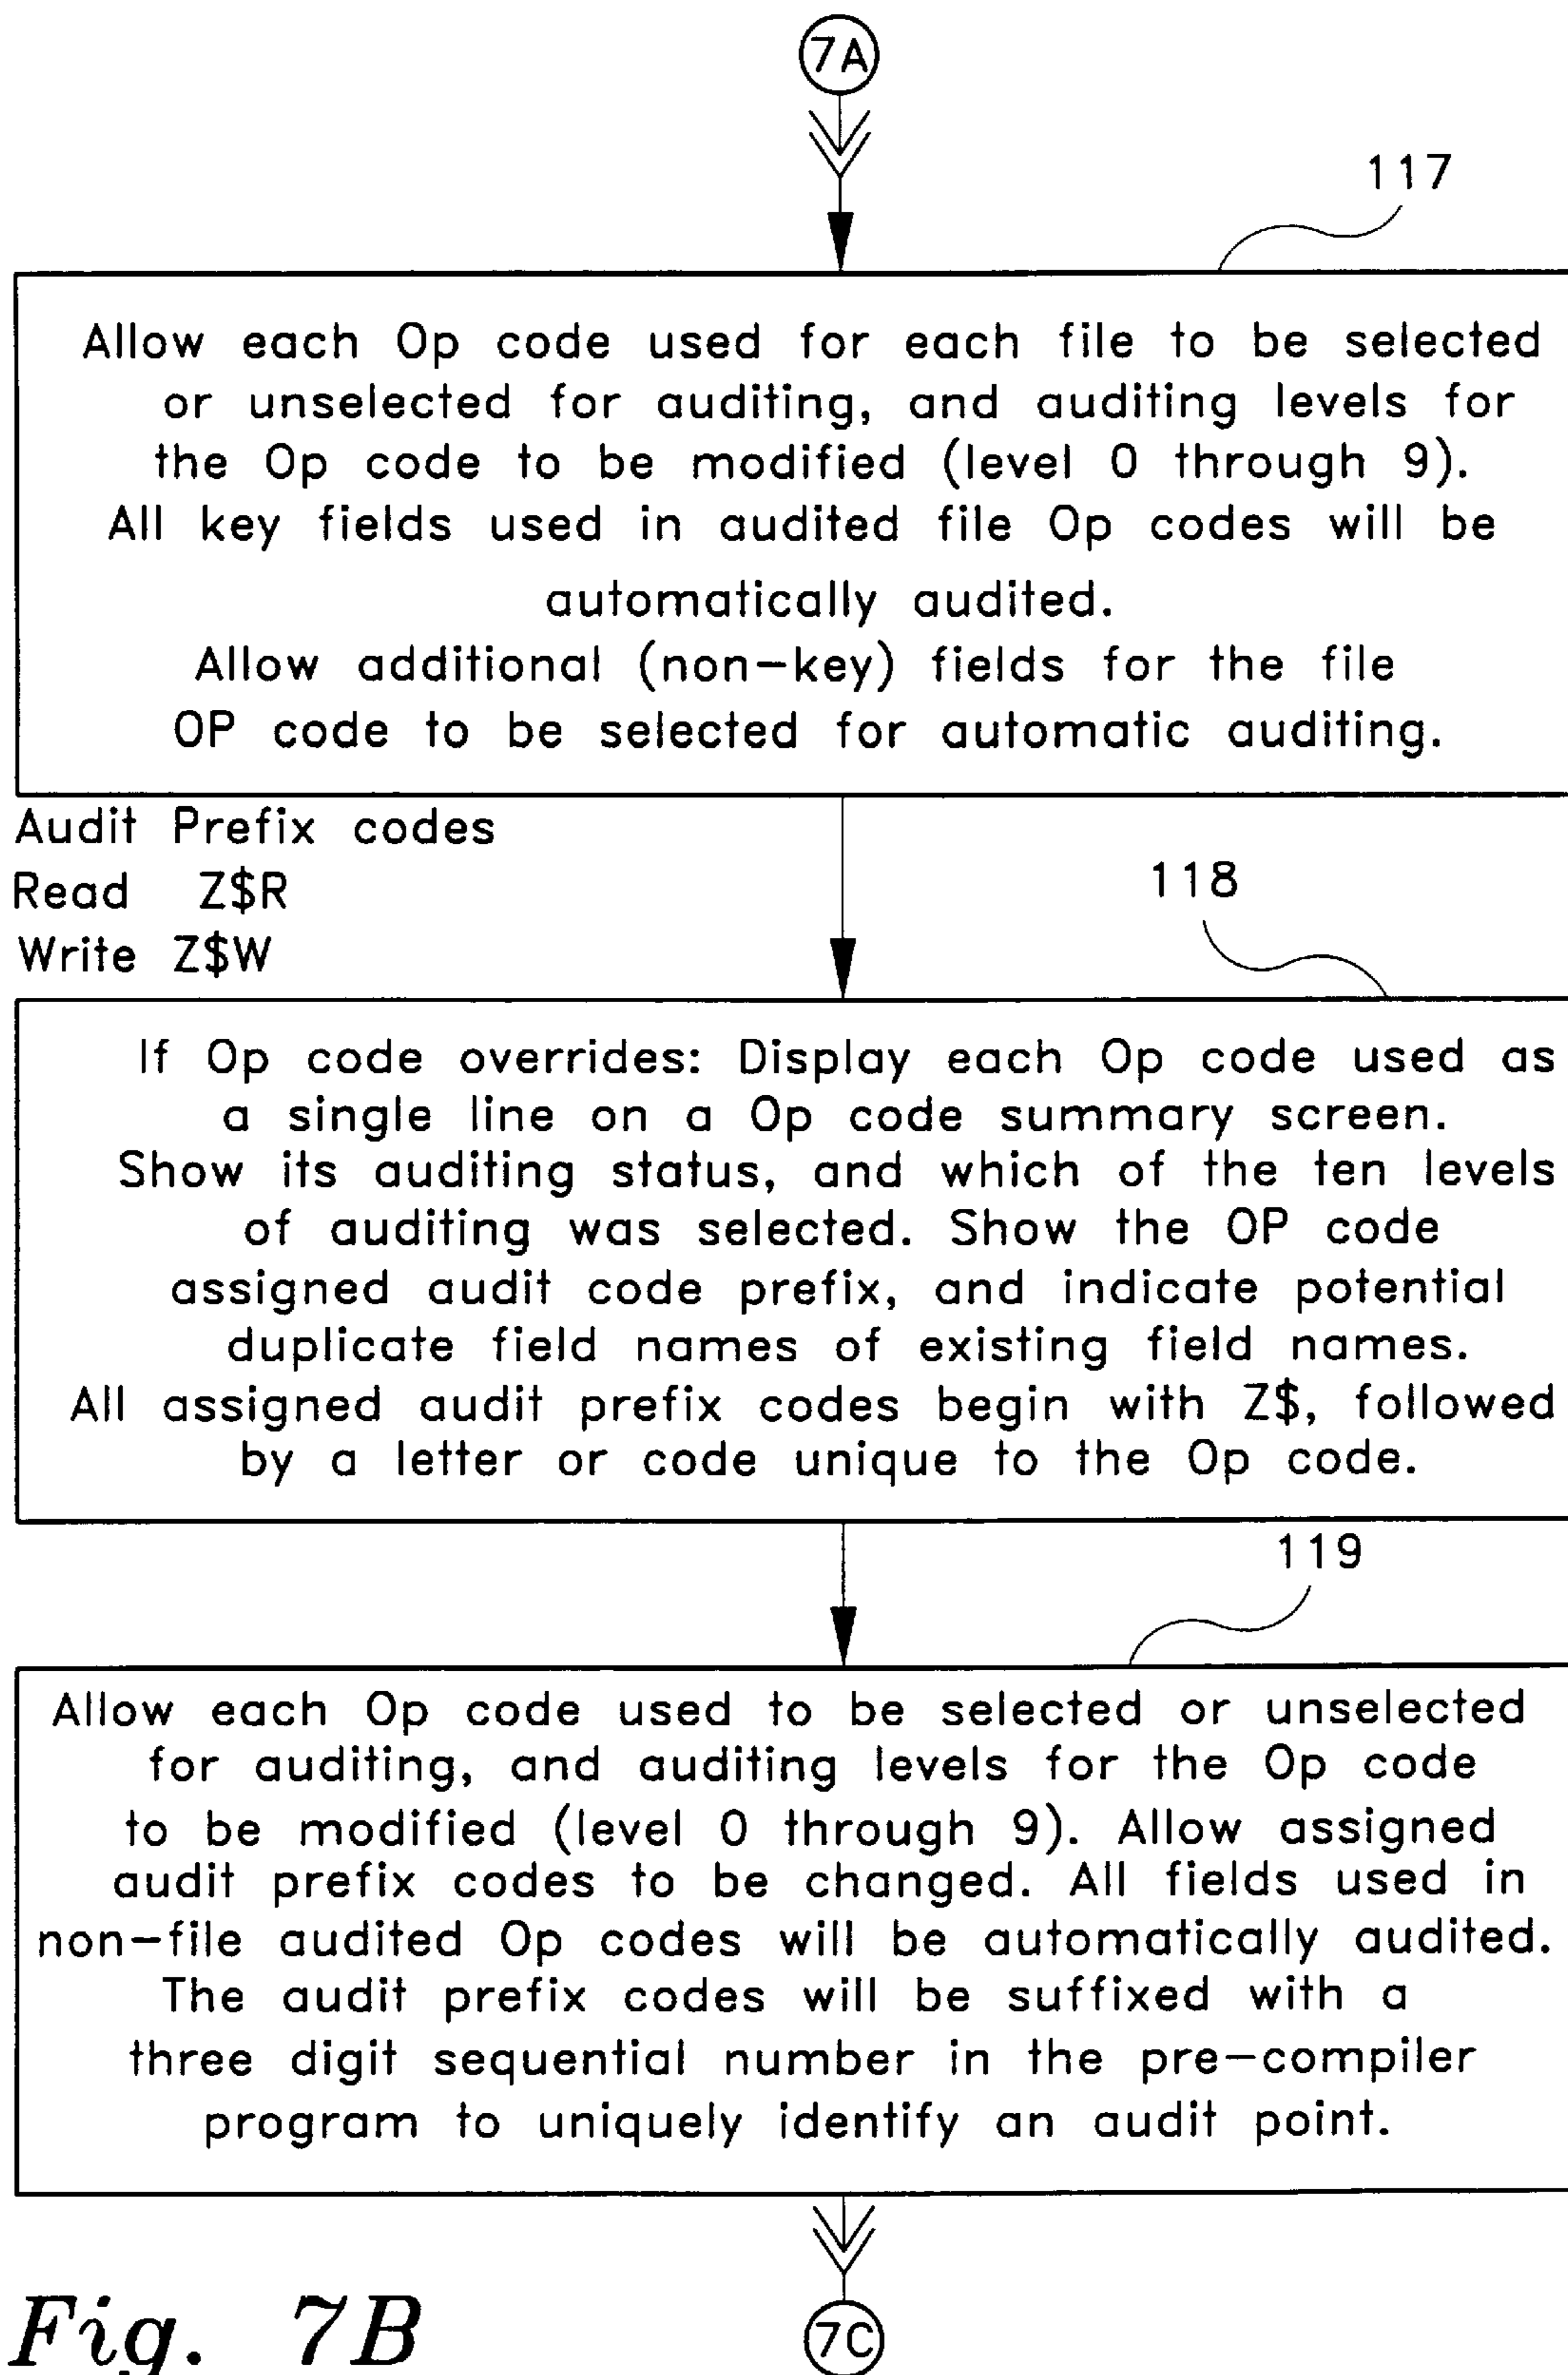 7A
117
Allow each Op code used for each file to be selected
or unselected for auditing, and auditing levels for
the Op code to be modified (level 0 through 9).
All key fields used in audited file Op codes will be
automatically audited.
Allow additional (non-key) fields for the file
OP code to be selected for automatic auditing.
Audit Prefix codes
Read Z$R
Write Z$W
118
If Op code overrides: Display each Op code used as
a single line on a Op code summary screen.
Show its auditing status, and which of the ten levels
of auditing was selected. Show the OP code
assigned audit code prefix, and indicate potential
duplicate field names of existing field names.
All assigned audit prefix codes begin with Z$, followed
by a letter or code unique to the Op code.
119
Allow each Op code used to be selected or unselected
for auditing, and auditing levels for the Op code
to be modified (level 0 through 9). Allow assigned
audit prefix codes to be changed. All fields used in
non-file audited Op codes will be automatically audited.
The audit prefix codes will be suffixed with a
three digit sequential number in the pre-compiler
program to uniquely identify an audit point.
Fig. 7B
7C